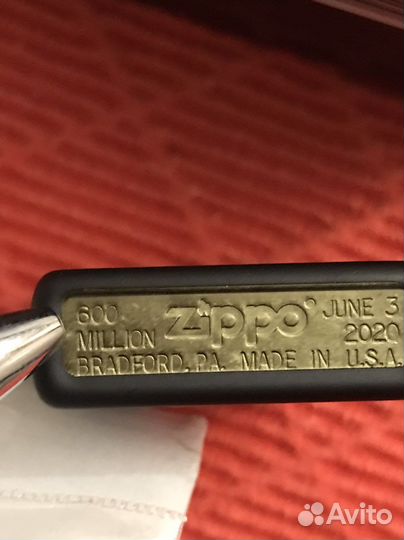 600 Zippo® JUNE 3
MILLION 2020
BRADFORD, PA. MADE IN U.S.A.
Avito